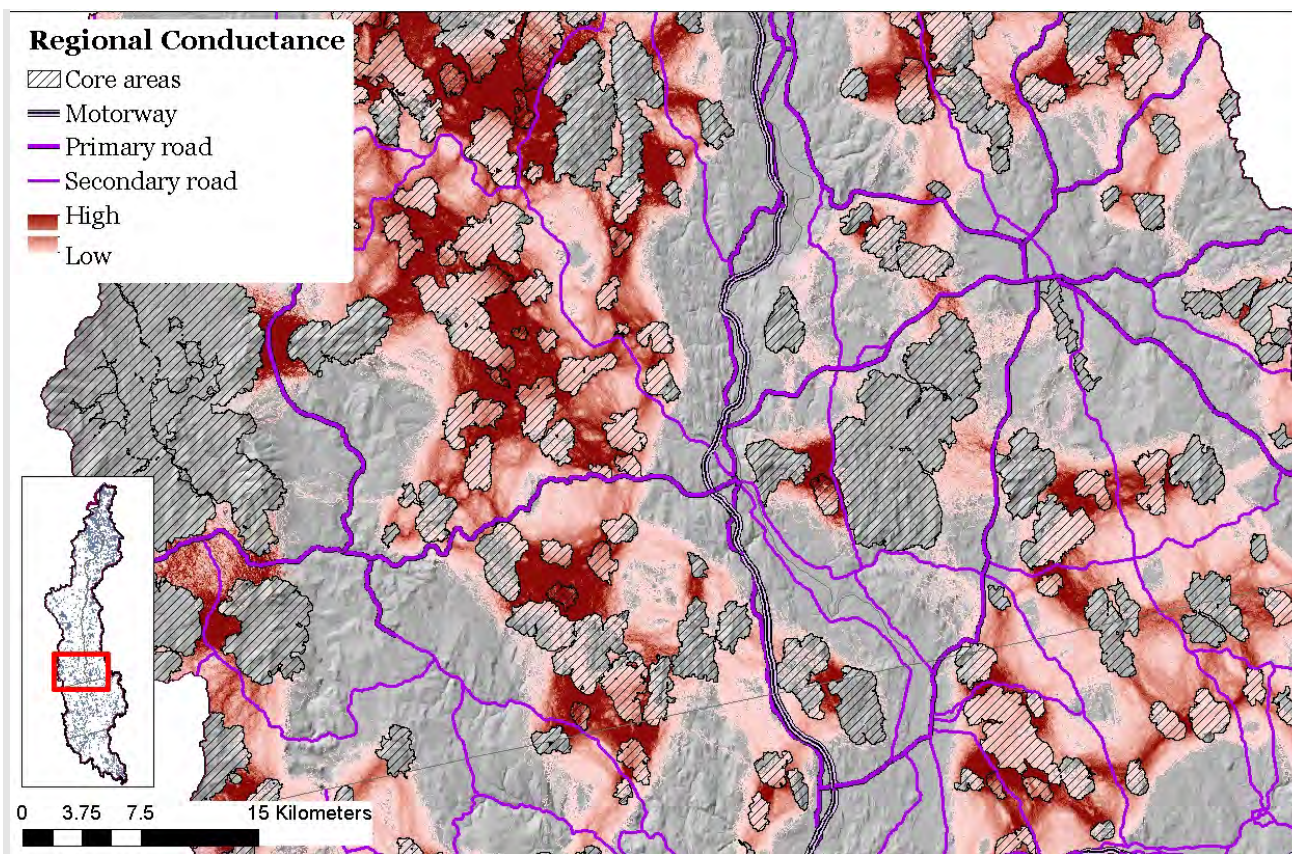 Regional Conductance
Core areas
Motorway
Primary road
Secondary road
High
Low
0 3.75 7.5 15 Kilometers